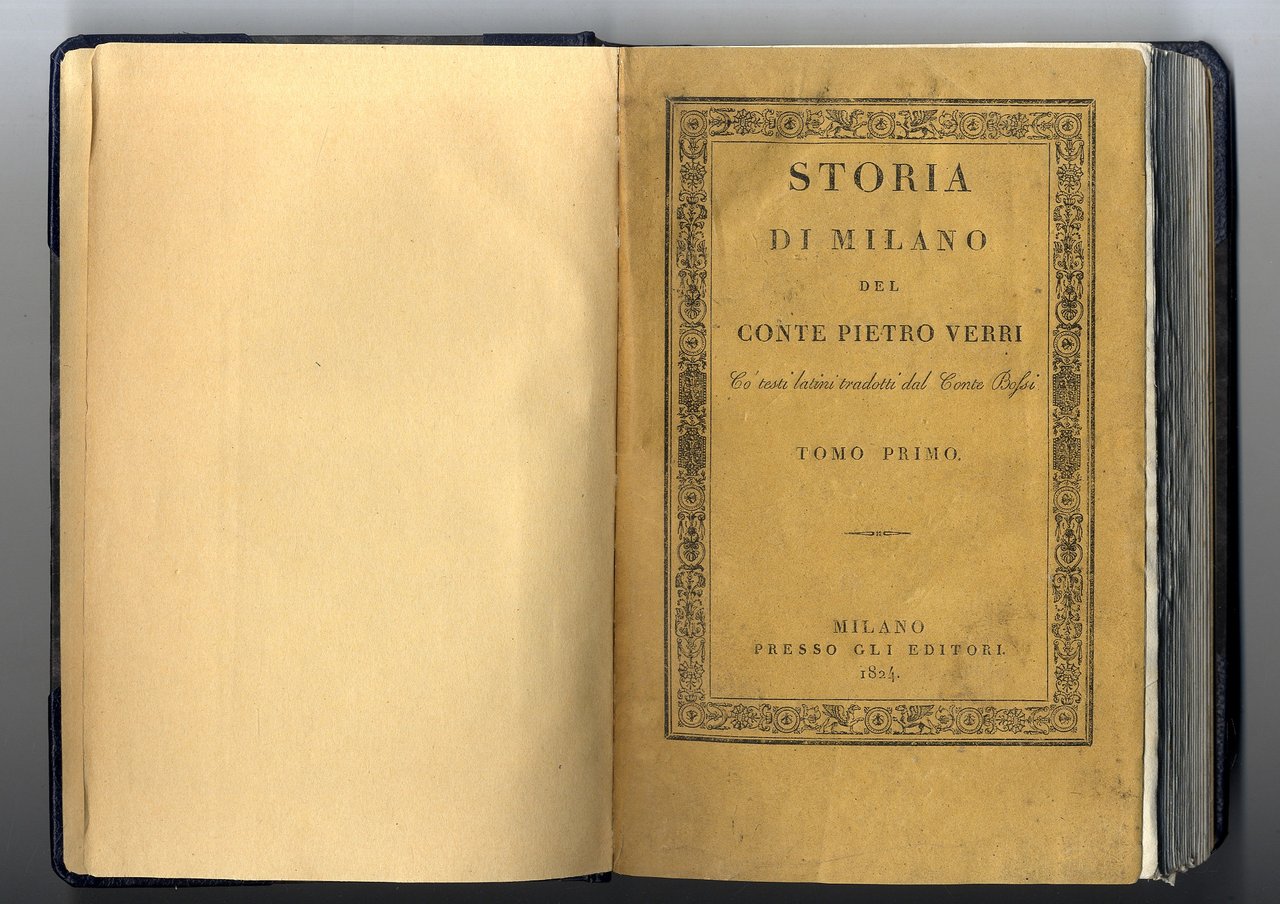 STORIA
DI MILANO
DEL
CONTE PIETRO VERRI
Co' testi latini tradotti dal Conte Boſsi
TOMO PRIMO.
MILANO
PRESSO GLI EDITORI.
1824.